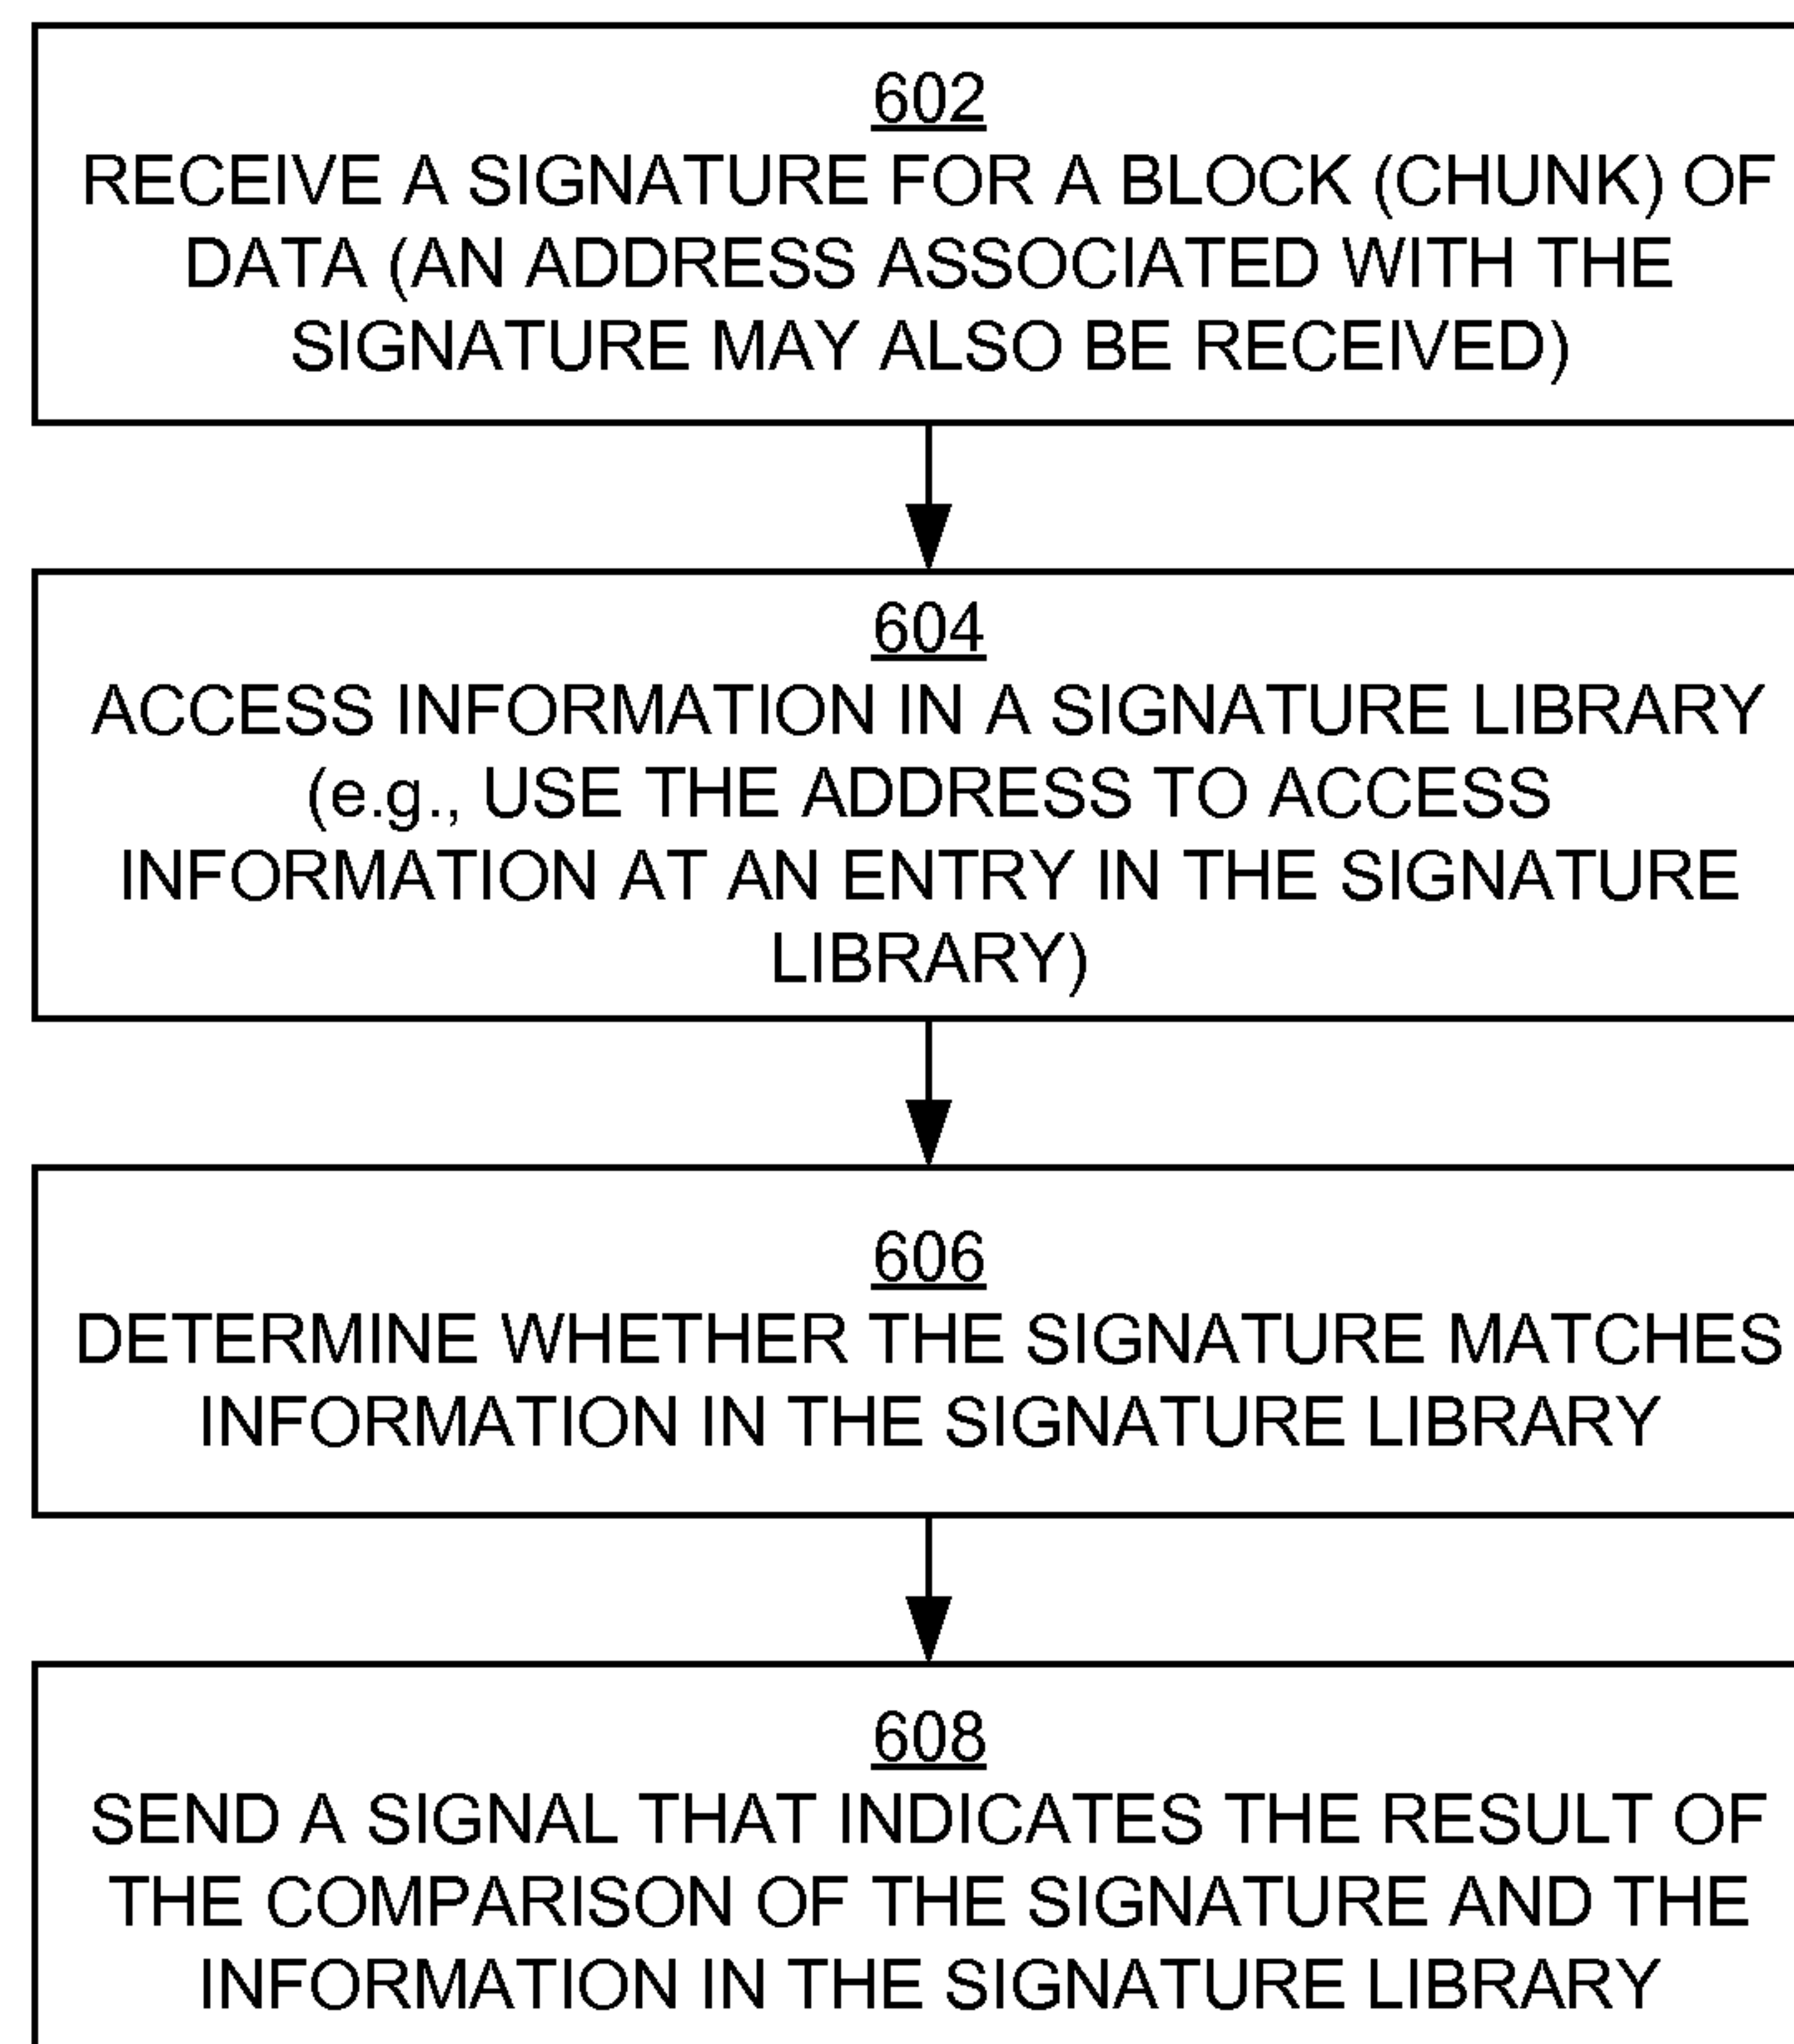 602
RECEIVE A SIGNATURE FOR A BLOCK (CHUNK) OF
DATA (AN ADDRESS ASSOCIATED WITH THE
SIGNATURE MAY ALSO BE RECEIVED)
604
ACCESS INFORMATION IN A SIGNATURE LIBRARY
(e.g., USE THE ADDRESS TO ACCESS
INFORMATION AT AN ENTRY IN THE SIGNATURE
LIBRARY)
606
DETERMINE WHETHER THE SIGNATURE MATCHES
INFORMATION IN THE SIGNATURE LIBRARY
608
SEND A SIGNAL THAT INDICATES THE RESULT OF
THE COMPARISON OF THE SIGNATURE AND THE
INFORMATION IN THE SIGNATURE LIBRARY